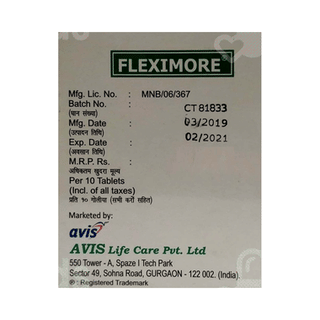 FLEXIMORE
Mfg. Lic. No. : MNB/06/367
Batch No. : CT 81833
(घान संख्या)
Mfg. Date : 03/2019
(उत्पादन तिथि)
Exp. Date : 02/2021
(अवसान तिथि)
M.R.P. Rs. :
अधिकतम खुदरा मूल्य
Per 10 Tablets
(Incl. of all taxes)
प्रति १० गोलीयां (सभी करों सहित)
Marketed by:
avis
AVIS Life Care Pvt. Ltd
550 Tower - A, Spaze I Tech Park
Sector 49, Sohna Road, GURGAON - 122 002. (India).
® : Registered Trademark